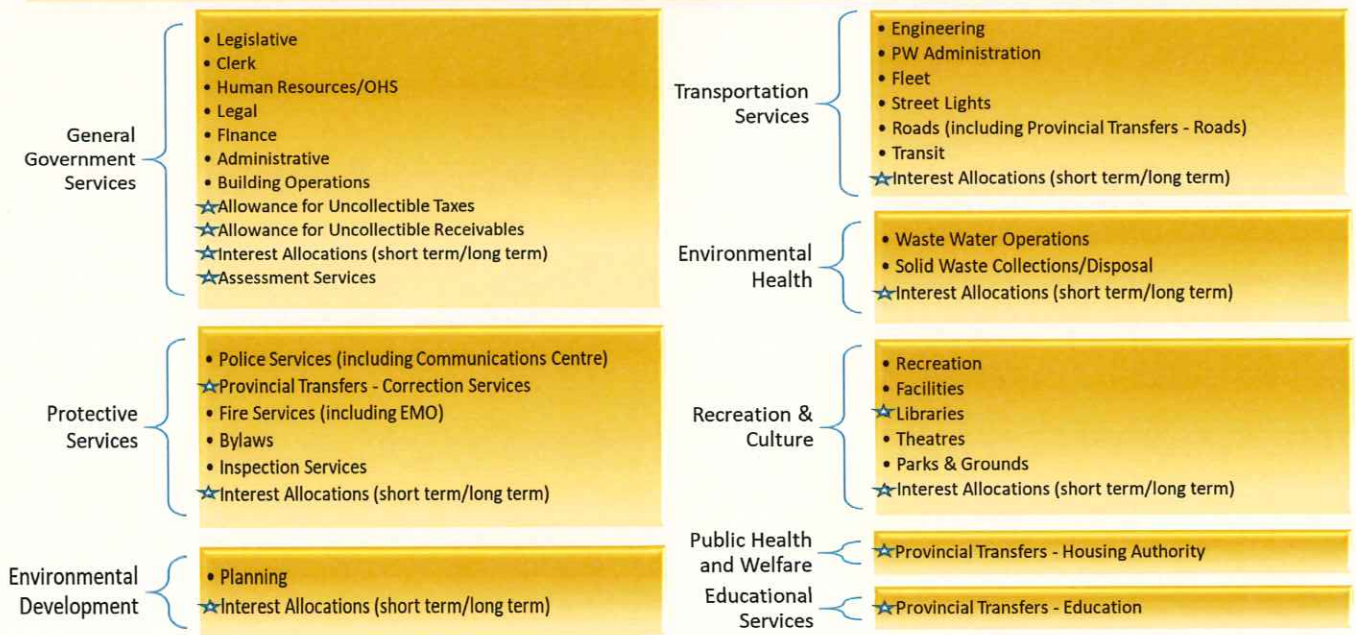 General
Government
Services
• Legislative
• Clerk
• Human Resources/OHS
• Legal
• FInance
• Administrative
• Building Operations
☆Allowance for Uncollectible Taxes
☆Allowance for Uncollectible Receivables
☆Interest Allocations (short term/long term)
☆Assessment Services
Protective
Services
• Police Services (including Communications Centre)
☆Provincial Transfers - Correction Services
• Fire Services (including EMO)
• Bylaws
• Inspection Services
☆Interest Allocations (short term/long term)
Environmental
Development
• Planning
☆Interest Allocations (short term/long term)
Transportation
Services
• Engineering
• PW Administration
• Fleet
• Street Lights
• Roads (including Provincial Transfers - Roads)
• Transit
☆Interest Allocations (short term/long term)
Environmental
Health
• Waste Water Operations
• Solid Waste Collections/Disposal
☆Interest Allocations (short term/long term)
Recreation &
Culture
• Recreation
• Facilities
☆Libraries
• Theatres
• Parks & Grounds
☆Interest Allocations (short term/long term)
Public Health
and Welfare
☆Provincial Transfers - Housing Authority
Educational
Services
☆Provincial Transfers - Education